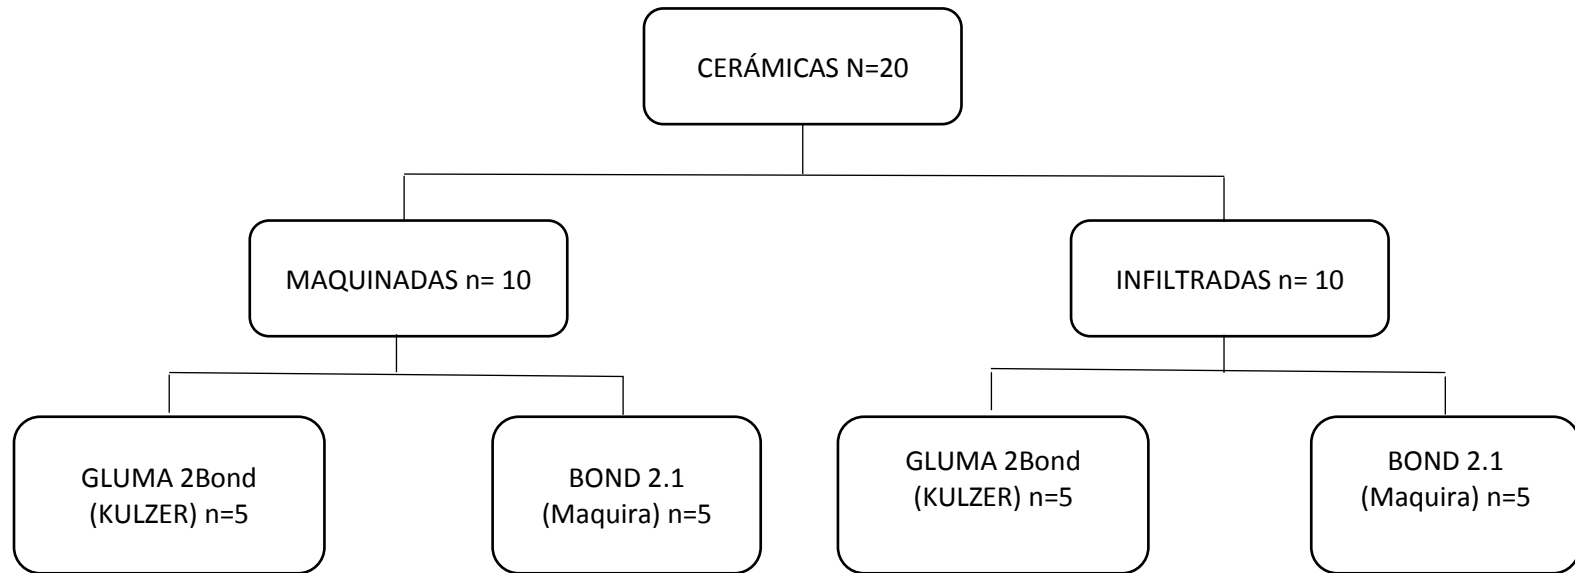 CERÁMICAS N=20
MAQUINADAS n= 10
INFILTRADAS n= 10
GLUMA 2Bond
(KULZER) n=5
BOND 2.1
(Maquira) n=5
GLUMA 2Bond
(KULZER) n=5
BOND 2.1
(Maquira) n=5